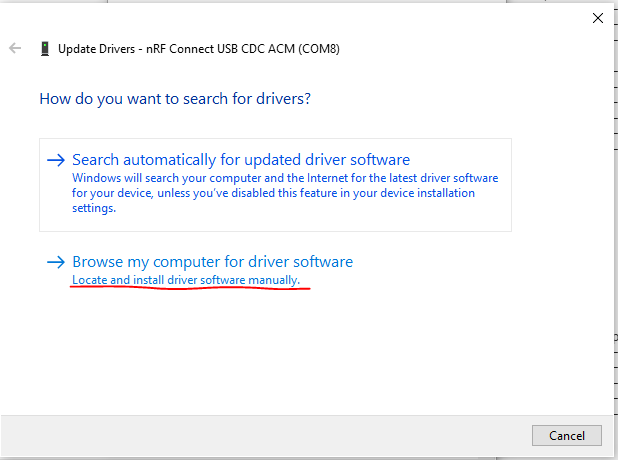 Update Drivers - nRF Connect USB CDC ACM (COM8)
How do you want to search for drivers?
Search automatically for updated driver software
Windows will search your computer and the Internet for the latest driver software
for your device, unless you've disabled this feature in your device installation
settings.
Browse my computer for driver software
Locate and install driver software manually.
Cancel